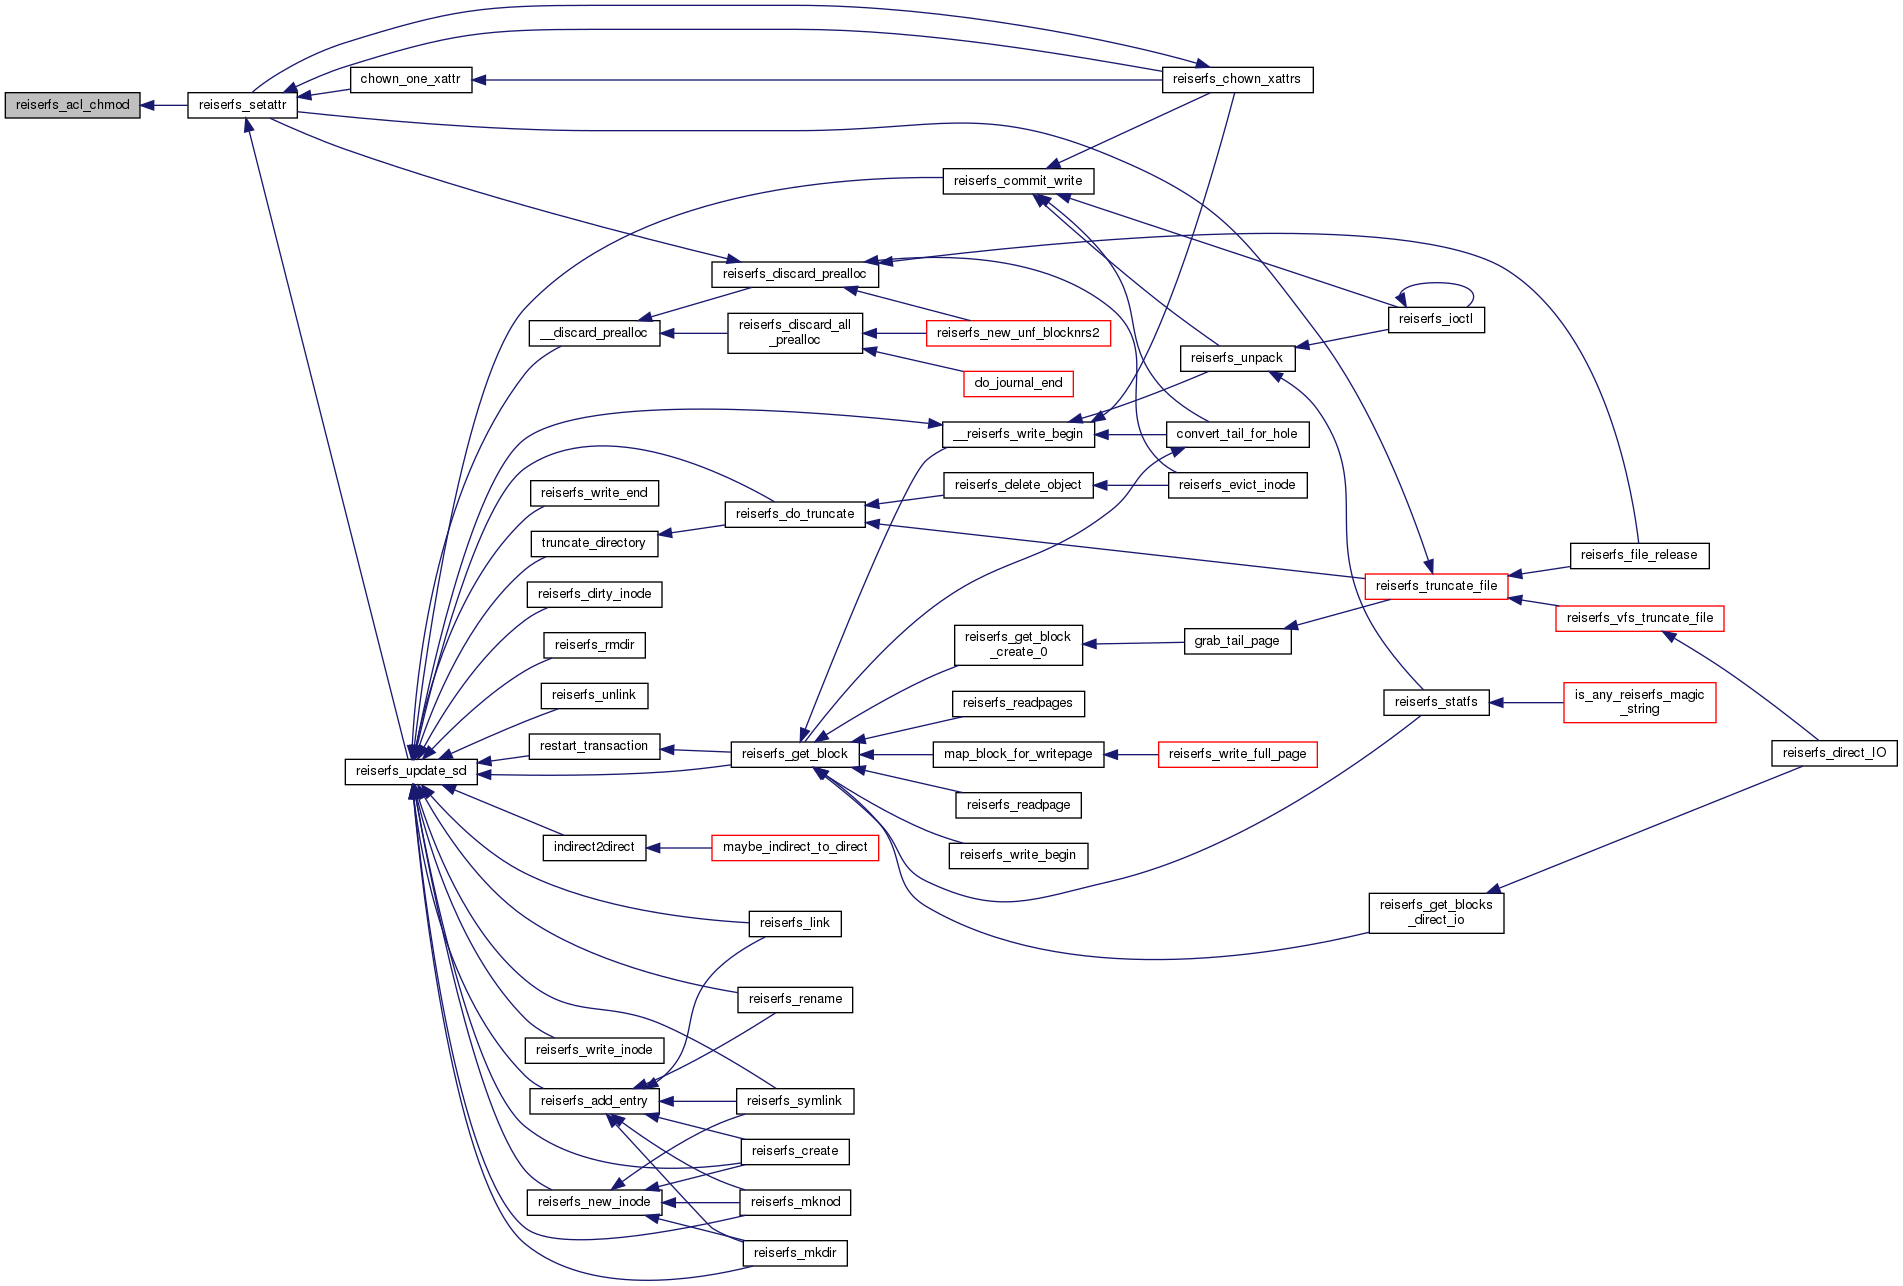 reiserfs_acl_chmod
reiserfs_setattr
chown_one_xattr
reiserfs_chown_xattrs
reiserfs_commit_write
reiserfs_discard_prealloc
__discard_prealloc
reiserfs_discard_all
_prealloc
reiserfs_new_unf_blocknrs2
do_journal_end
reiserfs_ioctl
reiserfs_unpack
__reiserfs_write_begin
convert_tail_for_hole
reiserfs_write_end
reiserfs_delete_object
reiserfs_evict_inode
reiserfs_do_truncate
truncate_directory
reiserfs_file_release
reiserfs_dirty_inode
reiserfs_truncate_file
reiserfs_vfs_truncate_file
reiserfs_rmdir
reiserfs_get_block
_create_0
grab_tail_page
reiserfs_unlink
reiserfs_readpages
reiserfs_statfs
is_any_reiserfs_magic
_string
restart_transaction
reiserfs_get_block
map_block_for_writepage
reiserfs_write_full_page
reiserfs_direct_IO
reiserfs_update_sd
reiserfs_readpage
indirect2direct
maybe_indirect_to_direct
reiserfs_write_begin
reiserfs_get_blocks
_direct_io
reiserfs_link
reiserfs_rename
reiserfs_write_inode
reiserfs_add_entry
reiserfs_symlink
reiserfs_create
reiserfs_new_inode
reiserfs_mknod
reiserfs_mkdir